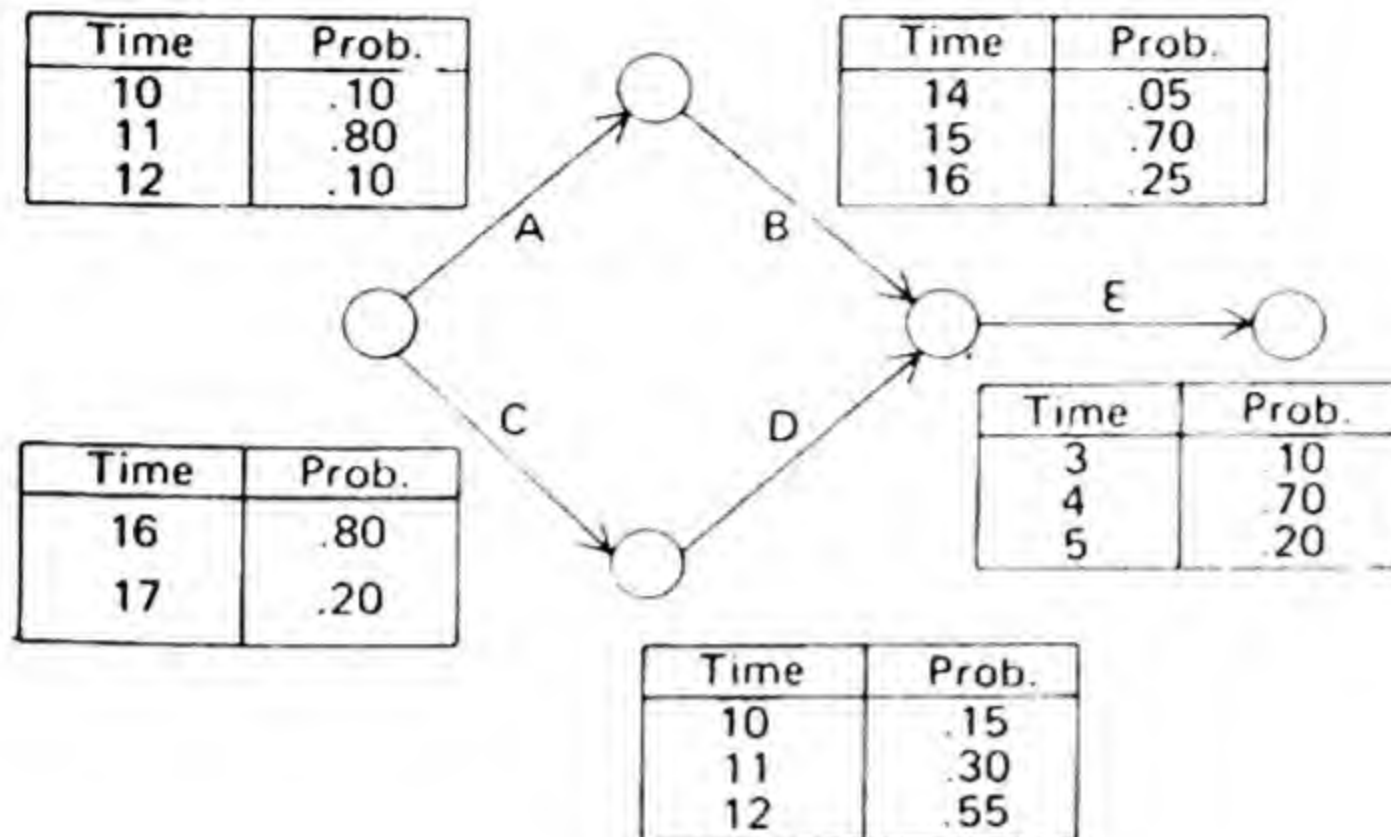 Time Prob.
10 .10
11 .80
12 .10
Time Prob.
14 .05
15 .70
16 .25
A
B
E
C
D
Time Prob.
3 10
4 .70
5 .20
Time Prob.
16 .80
17 .20
Time Prob.
10 .15
11 .30
12 .55